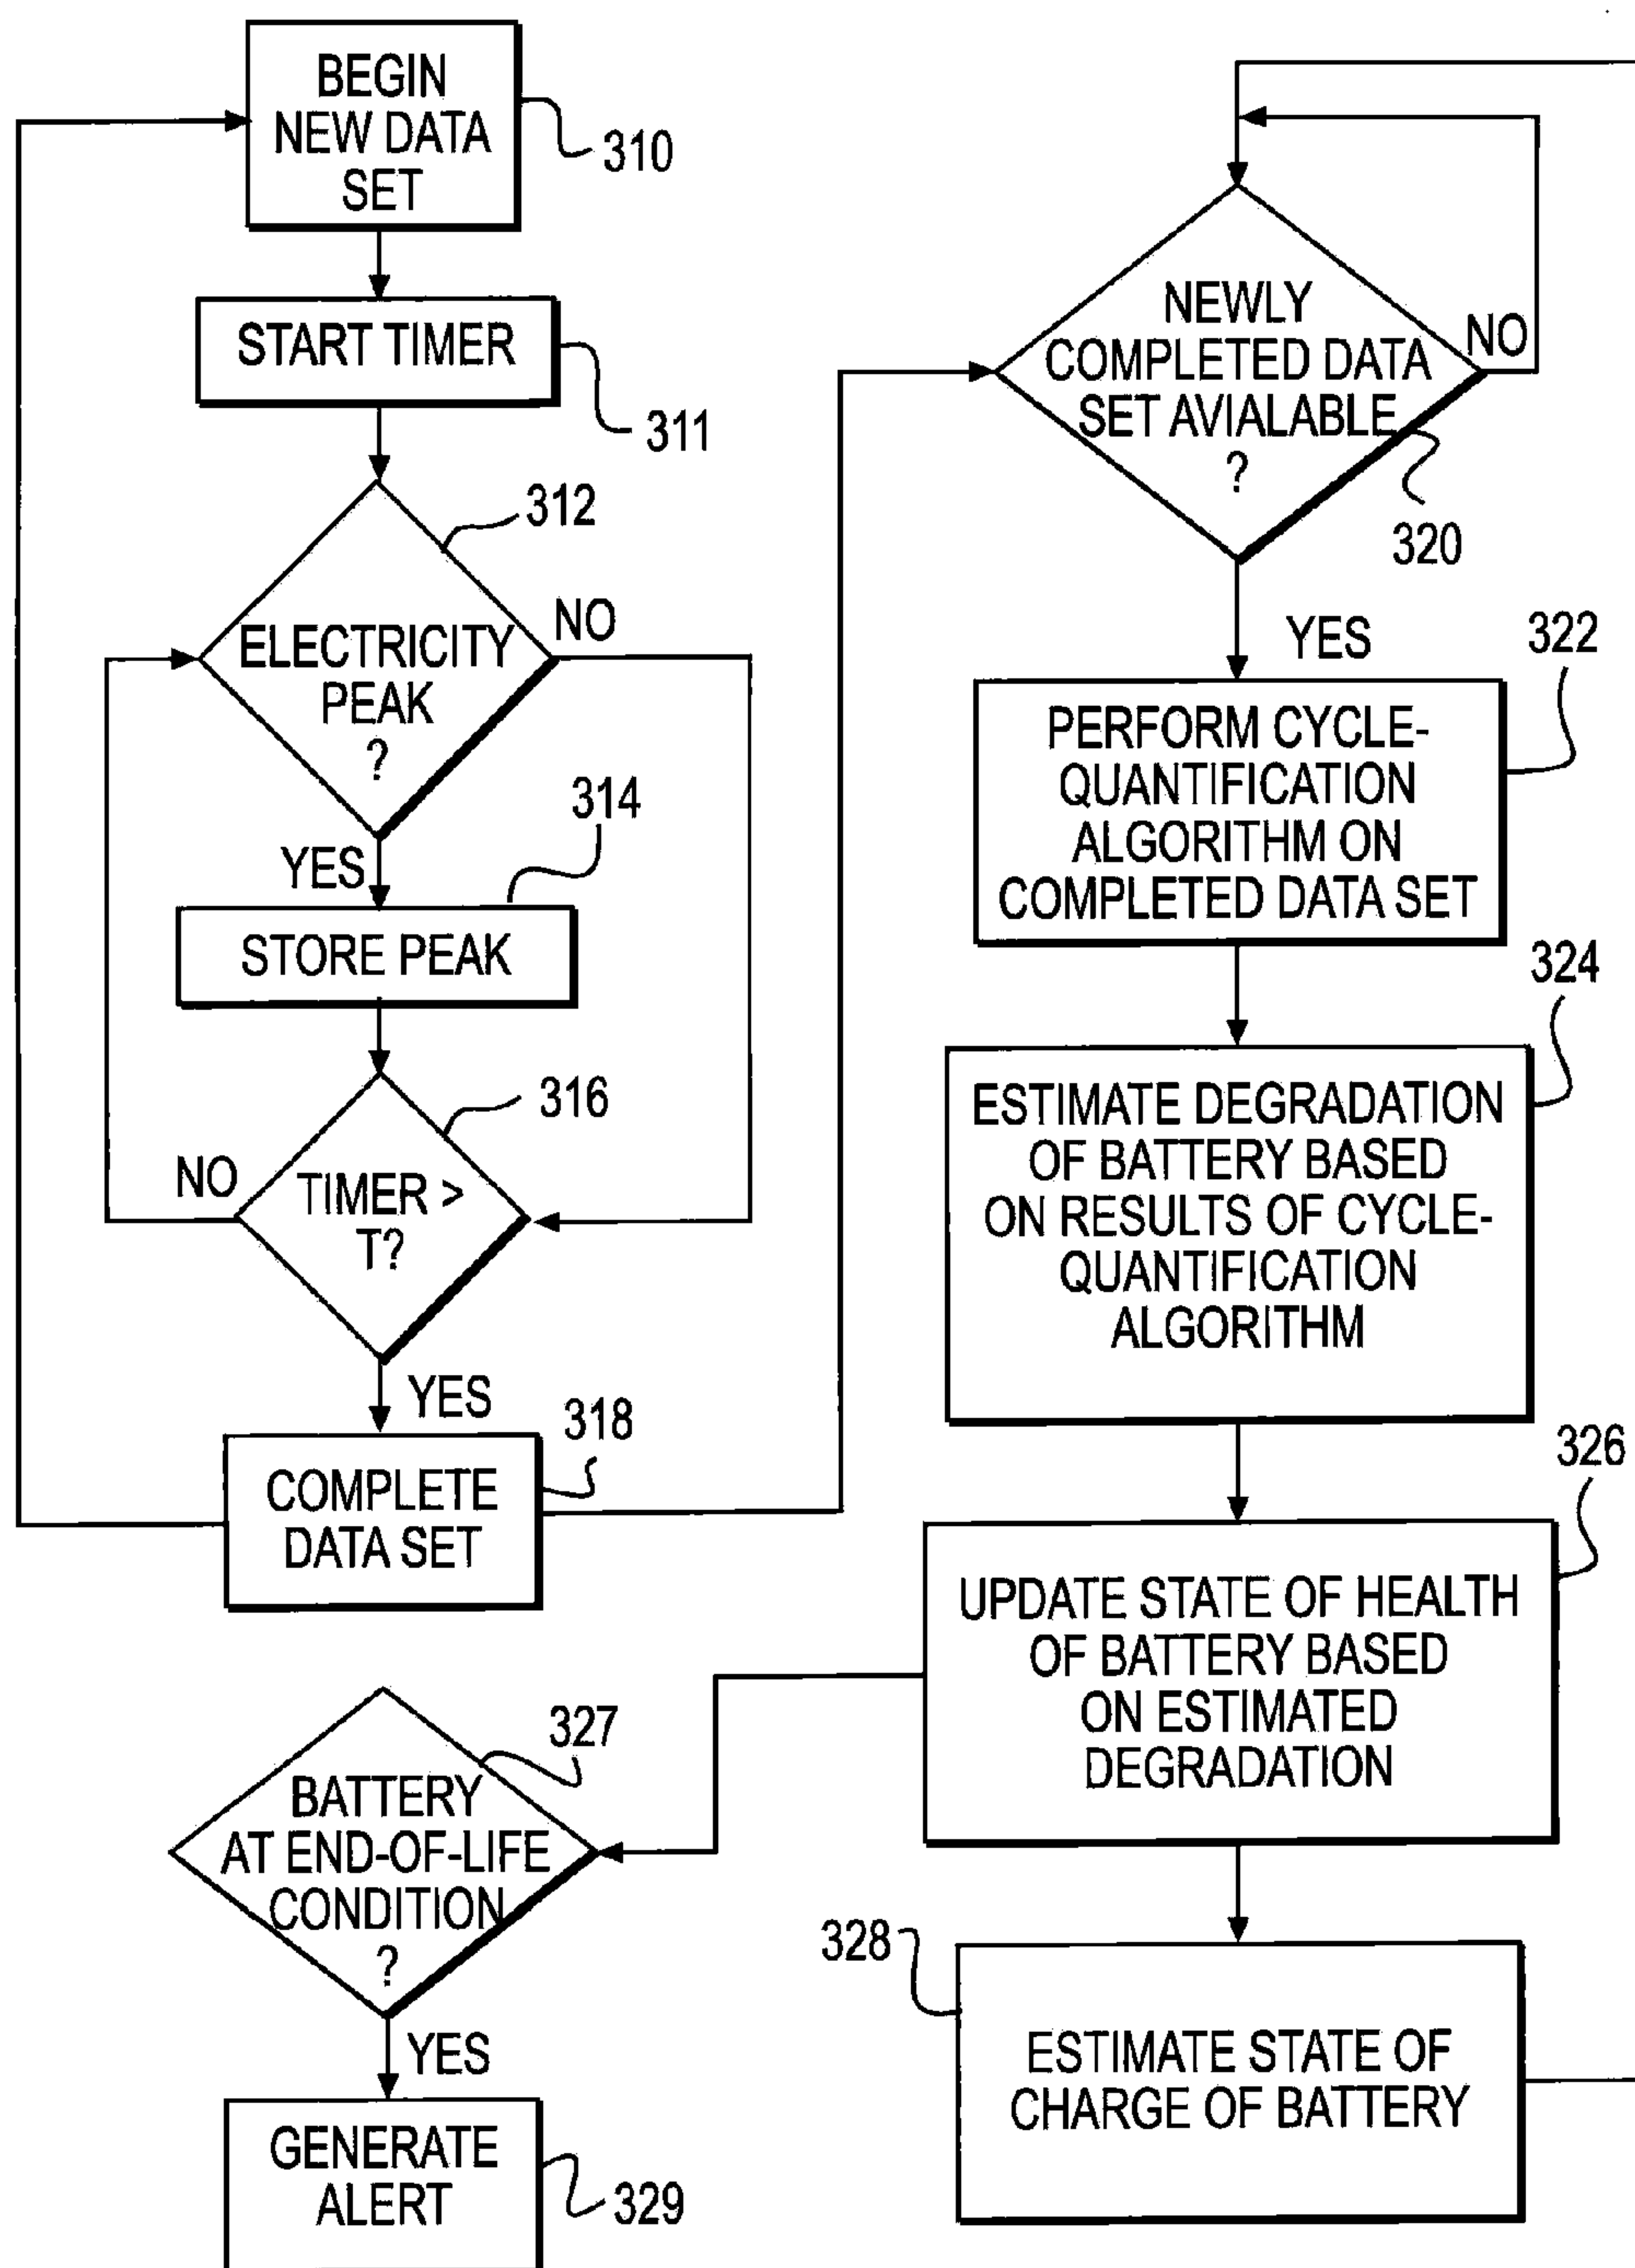 BEGIN
NEW DATA
SET
310
START TIMER
311
312
ELECTRICITY
PEAK
?
NO
YES
314
STORE PEAK
316
TIMER >
T?
NO
YES
318
COMPLETE
DATA SET
NEWLY
COMPLETED DATA
SET AVIALABLE
?
NO
320
YES
322
PERFORM CYCLE-
QUANTIFICATION
ALGORITHM ON
COMPLETED DATA SET
324
ESTIMATE DEGRADATION
OF BATTERY BASED
ON RESULTS OF CYCLE-
QUANTIFICATION
ALGORITHM
326
UPDATE STATE OF HEALTH
OF BATTERY BASED
ON ESTIMATED
DEGRADATION
327
BATTERY
AT END-OF-LIFE
CONDITION
?
YES
GENERATE
ALERT
329
328
ESTIMATE STATE OF
CHARGE OF BATTERY